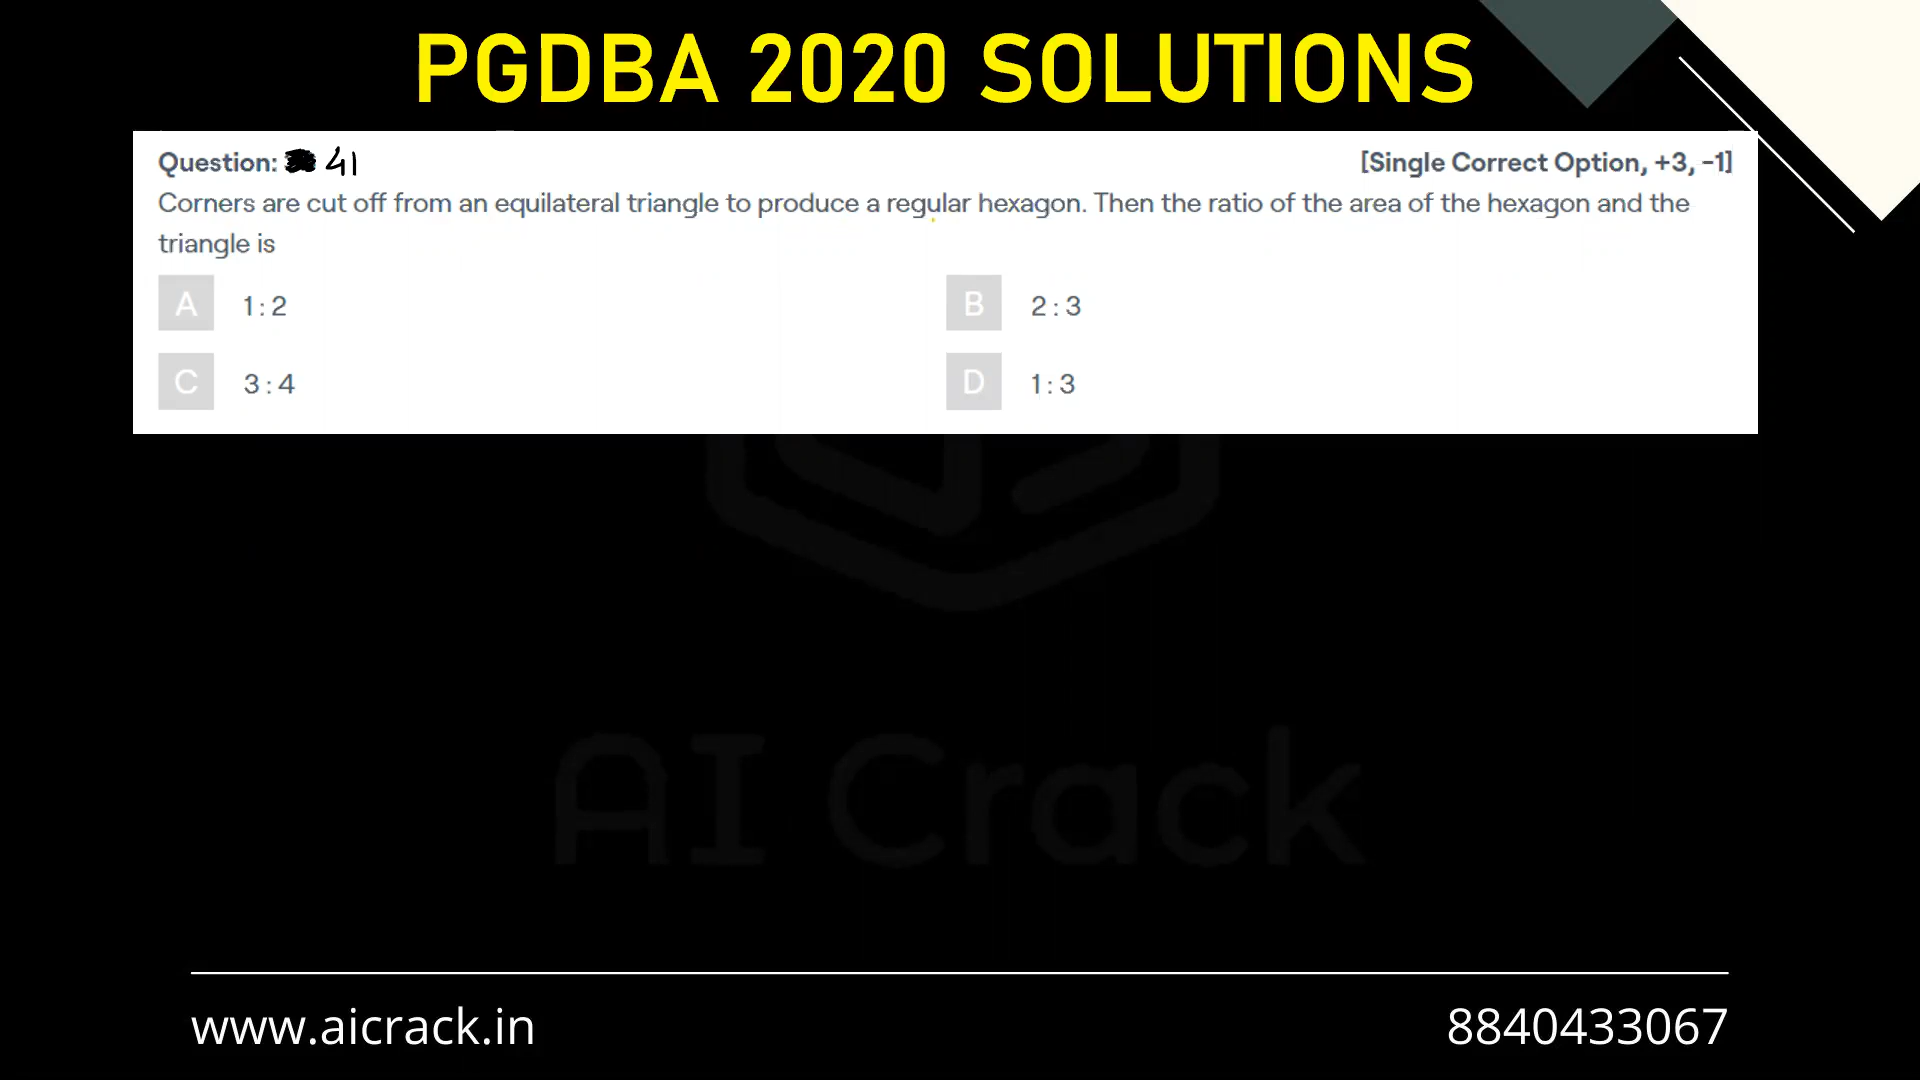 PGDBA 2020 SOLUTIONS
Question: 41 [Single Correct Option, +3, -1]
Corners are cut off from an equilateral triangle to produce a regular hexagon. Then the ratio of the area of the hexagon and the
triangle is
A 1 : 2 B 2 : 3
C 3 : 4 D 1 : 3
AI Crack
www.aicrack.in 8840433067